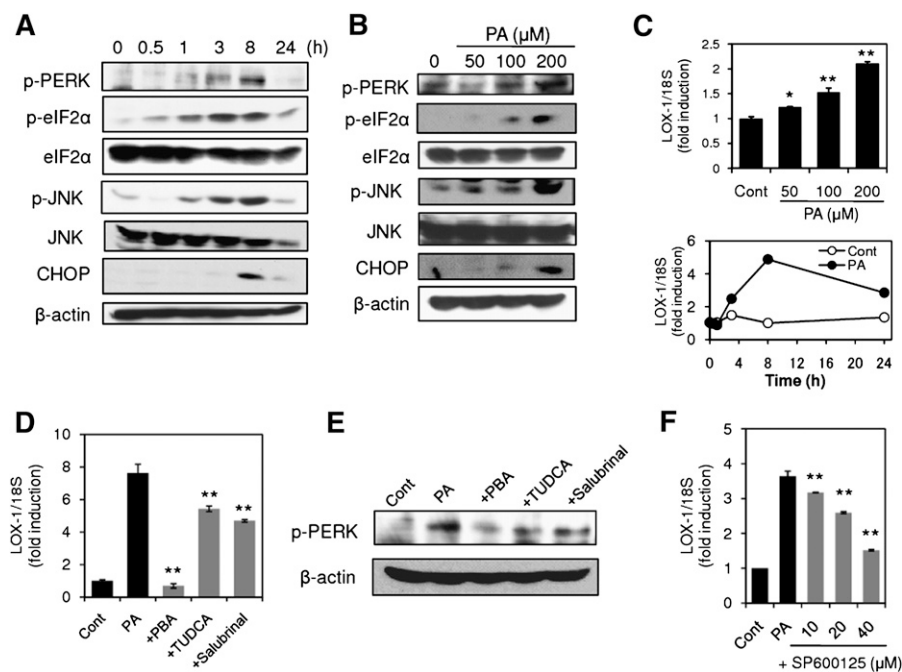 A
0 0.5 1 3 8 24 (h)
p-PERK
p-eIF2α
eIF2α
p-JNK
JNK
CHOP
β-actin
B
PA (μM)
0 50 100 200
p-PERK
p-eIF2α
eIF2α
p-JNK
JNK
CHOP
β-actin
C
LOX-1/18S
(fold induction)
2.5
2
1.5
1
0.5
0
*
**
**
Cont 50 100 200
PA (μM)
LOX-1/18S
(fold induction)
6
4
2
0
Cont
PA
0 4 8 12 16 20 24
Time (h)
D
LOX-1/18S
(fold induction)
10
8
6
4
2
0
**
**
**
Cont
PA
+PBA
+TUDCA
+Salubrinal
E
Cont
PA
+PBA
+TUDCA
+Salubrinal
p-PERK
β-actin
F
LOX-1/18S
(fold induction)
5
4
3
2
1
0
**
**
**
Cont
PA
10
20
40
+ SP600125 (μM)